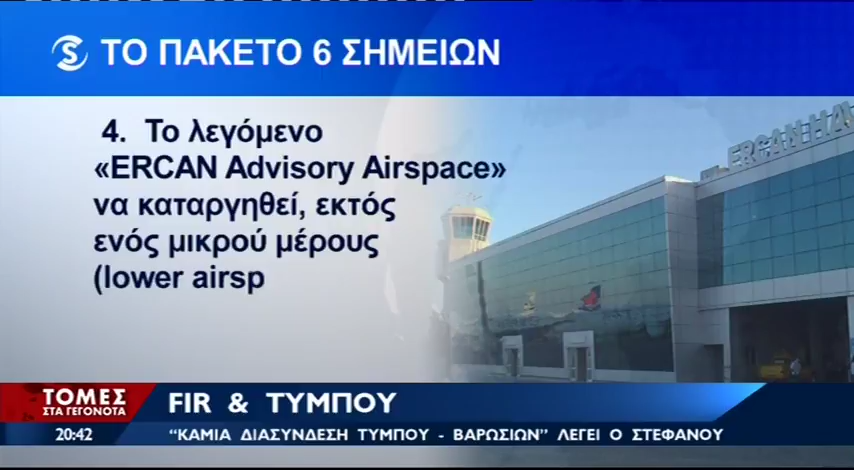 ΤΟ ΠΑΚΕΤΟ 6 ΣΗΜΕΙΩΝ
4. Το λεγόμενο
«ERCAN Advisory Airspace»
να καταργηθεί, εκτός
ενός μικρού μέρους
(lower airsp
ERCAN HAV
ΤΟΜΕΣ
ΣΤΑ ΓΕΓΟΝΟΤΑ
FIR & ΤΥΜΠΟΥ
20:42
“ΚΑΜΙΑ ΔΙΑΣΥΝΔΕΣΗ ΤΥΜΠΟΥ - ΒΑΡΩΣΙΩΝ” ΛΕΓΕΙ Ο ΣΤΕΦΑΝΟΥ